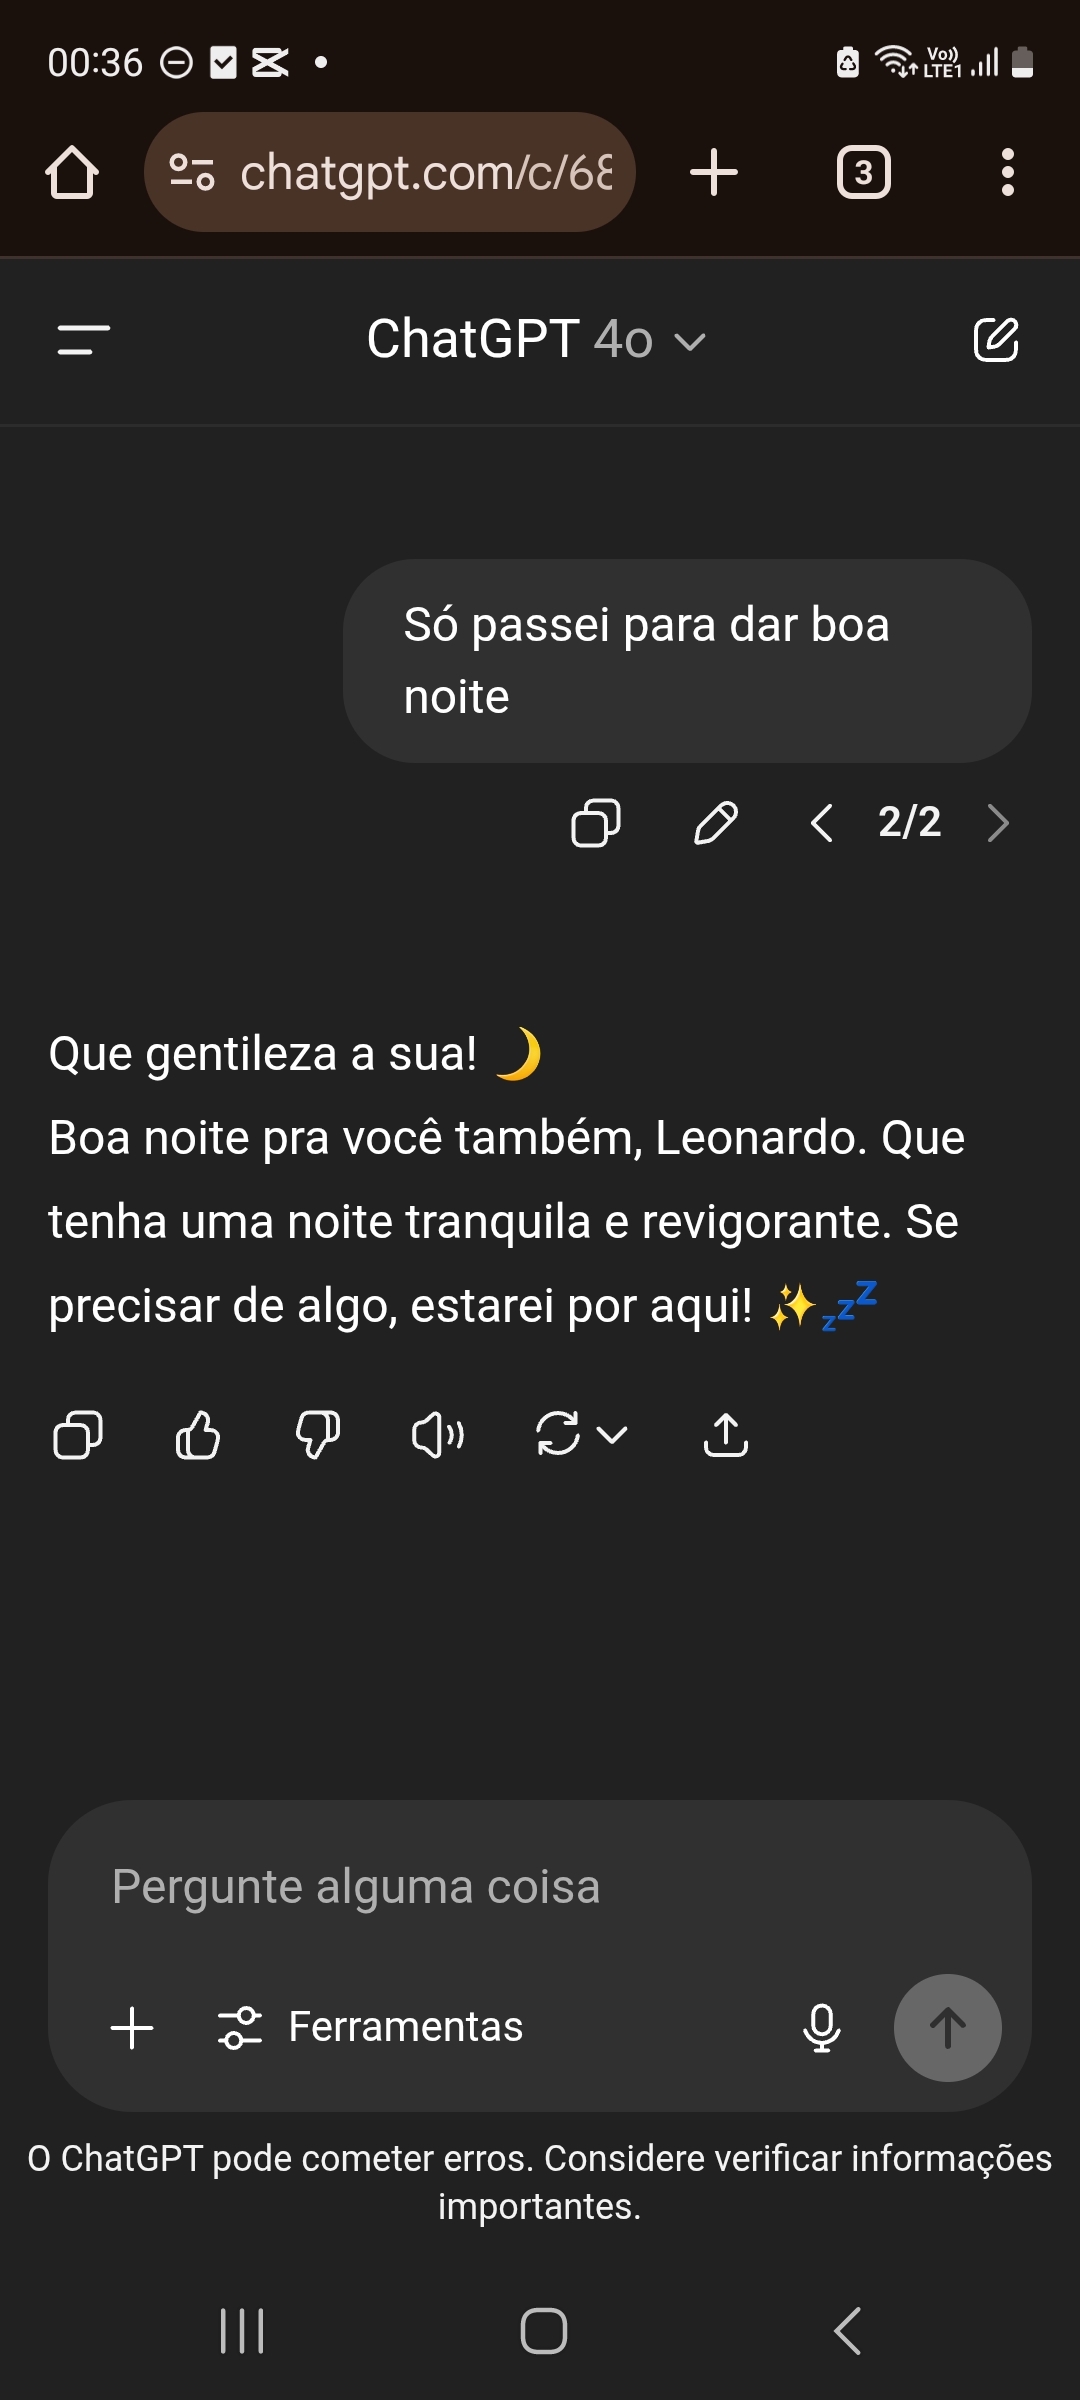 00:36
Vo))
LTE1
chatgpt.com/c/68
3
ChatGPT 4o
Só passei para dar boa
noite
2/2
Que gentileza a sua! 🌙
Boa noite pra você também, Leonardo. Que
tenha uma noite tranquila e revigorante. Se
precisar de algo, estarei por aqui! ✨💤
Pergunte alguma coisa
Ferramentas
O ChatGPT pode cometer erros. Considere verificar informações
importantes.